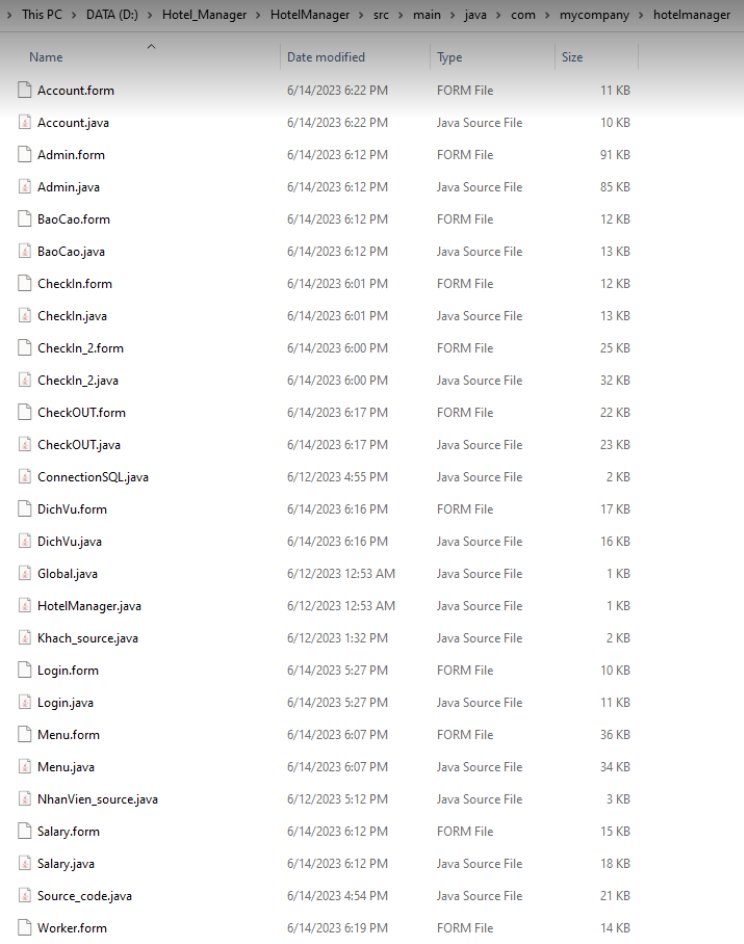 This PC > DATA (D:) > Hotel_Manager > HotelManager > src > main > java > com > mycompany > hotelmanager
Name Date modified Type Size
Account.form 6/14/2023 6:22 PM FORM File 11 KB
Account.java 6/14/2023 6:22 PM Java Source File 10 KB
Admin.form 6/14/2023 6:12 PM FORM File 91 KB
Admin.java 6/14/2023 6:12 PM Java Source File 85 KB
BaoCao.form 6/14/2023 6:12 PM FORM File 12 KB
BaoCao.java 6/14/2023 6:12 PM Java Source File 13 KB
CheckIn.form 6/14/2023 6:01 PM FORM File 12 KB
CheckIn.java 6/14/2023 6:01 PM Java Source File 13 KB
CheckIn_2.form 6/14/2023 6:00 PM FORM File 25 KB
CheckIn_2.java 6/14/2023 6:00 PM Java Source File 32 KB
CheckOUT.form 6/14/2023 6:17 PM FORM File 22 KB
CheckOUT.java 6/14/2023 6:17 PM Java Source File 23 KB
ConnectionSQL.java 6/12/2023 4:55 PM Java Source File 2 KB
DichVu.form 6/14/2023 6:16 PM FORM File 17 KB
DichVu.java 6/14/2023 6:16 PM Java Source File 16 KB
Global.java 6/12/2023 12:53 AM Java Source File 1 KB
HotelManager.java 6/12/2023 12:53 AM Java Source File 1 KB
Khach_source.java 6/12/2023 1:32 PM Java Source File 2 KB
Login.form 6/14/2023 5:27 PM FORM File 10 KB
Login.java 6/14/2023 5:27 PM Java Source File 11 KB
Menu.form 6/14/2023 6:07 PM FORM File 36 KB
Menu.java 6/14/2023 6:07 PM Java Source File 34 KB
NhanVien_source.java 6/12/2023 5:12 PM Java Source File 3 KB
Salary.form 6/14/2023 6:12 PM FORM File 15 KB
Salary.java 6/14/2023 6:12 PM Java Source File 18 KB
Source_code.java 6/14/2023 4:54 PM Java Source File 21 KB
Worker.form 6/14/2023 6:19 PM FORM File 14 KB